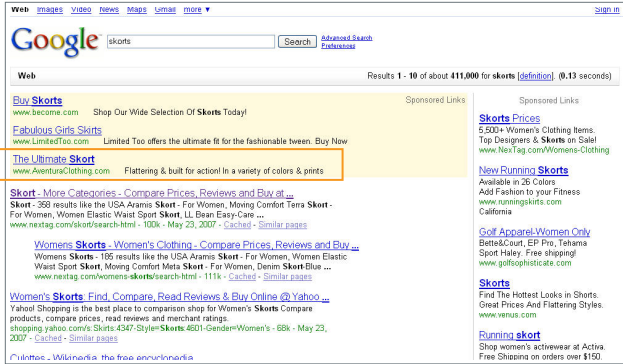 Web Images Video News Maps Gmail more ▼ Sign in
Google skorts Search Advanced Search
Preferences
Web Results 1 - 10 of about 411,000 for skorts [definition]. (0.13 seconds)
Buy Skorts Sponsored Links
www.become.com Shop Our Wide Selection Of Skorts Today!
Fabulous Girls Skirts
www.LimitedToo.com Limited Too offers the ultimate fit for the fashionable tween. Buy Now
The Ultimate Skort
www.AventuraClothing.com Flattering & built for action! In a variety of colors & prints
Skort - More Categories - Compare Prices, Reviews and Buy at ...
Skort - 358 results like the USA Aramis Skort - For Women, Moving Comfort Terra Skort -
For Women, Women Elastic Waist Sport Skort, LL Bean Easy-Care ...
www.nextag.com/skort/search-html - 100k - May 23, 2007 - Cached - Similar pages
Womens Skorts - Women's Clothing - Compare Prices, Reviews and Buy ...
Womens Skorts - 185 results like the USA Aramis Skort - For Women, Women Elastic
Waist Sport Skort, Moving Comfort Meta Skort - For Women, Denim Skort-Blue ...
www.nextag.com/womens-skorts/search-html - 111k - Cached - Similar pages
Women's Skorts: Find, Compare, Read Reviews & Buy Online @ Yahoo ...
Yahoo! Shopping is the best place to comparison shop for Women's Skorts Compare
products, compare prices, read reviews and merchant ratings.
shopping.yahoo.com/s:Skirts:4347-Style=Skorts:4601-Gender=Women's - 68k - May 23,
2007 - Cached - Similar pages
Culottes - Wikipedia, the free encyclopedia
Sponsored Links
Skorts Prices
5,500+ Women's Clothing Items.
Top Designers & Skorts on Sale!
www.NexTag.com/Womens-Clothing
New Running Skorts
Available in 26 Colors
Add Fashion to your Fitness
www.runningskirts.com
California
Golf Apparel-Women Only
Bette&Court, EP Pro, Tehama
Sport Haley. Free shipping!
www.golfsophisticate.com
Skorts
Find The Hottest Looks in Shorts.
Great Prices And Flattering Styles.
www.venus.com
Running skort
Shop women's activewear at Activa.
Free Shipping on orders over $150.